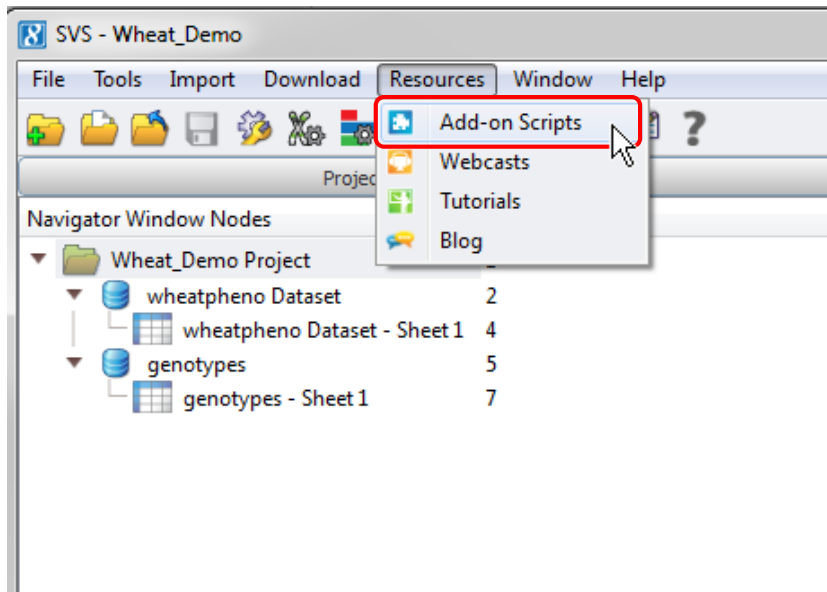 SVS - Wheat_Demo
File Tools Import Download Resources Window Help
Add-on Scripts
Webcasts
Tutorials
Blog
Navigator Window Nodes
Wheat_Demo Project
wheatpheno Dataset 2
wheatpheno Dataset - Sheet 1 4
genotypes 5
genotypes - Sheet 1 7